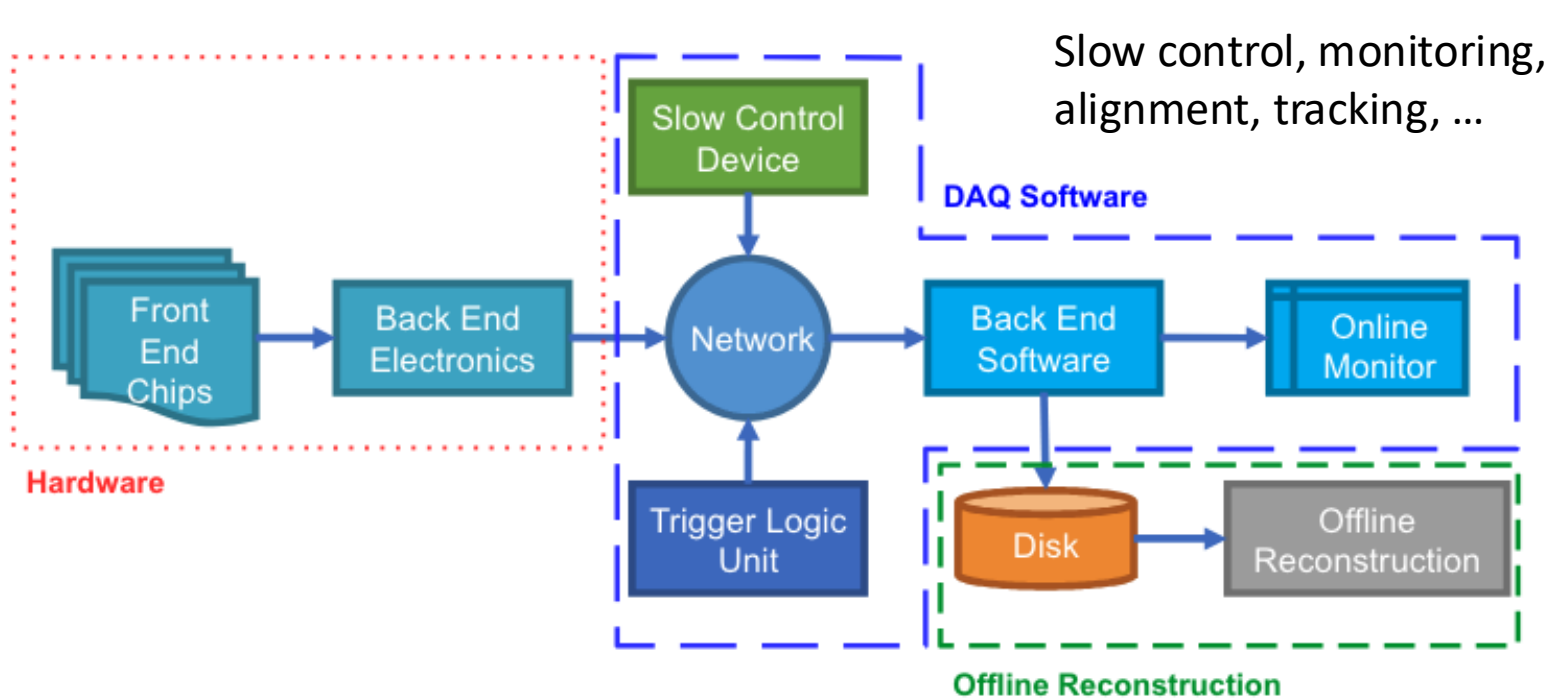 Slow control, monitoring,
alignment, tracking, ...
Slow Control
Device
DAQ Software
Front
End
Chips
Back End
Electronics
Network
Back End
Software
Online
Monitor
Hardware
Trigger Logic
Unit
Disk
Offline
Reconstruction
Offline Reconstruction